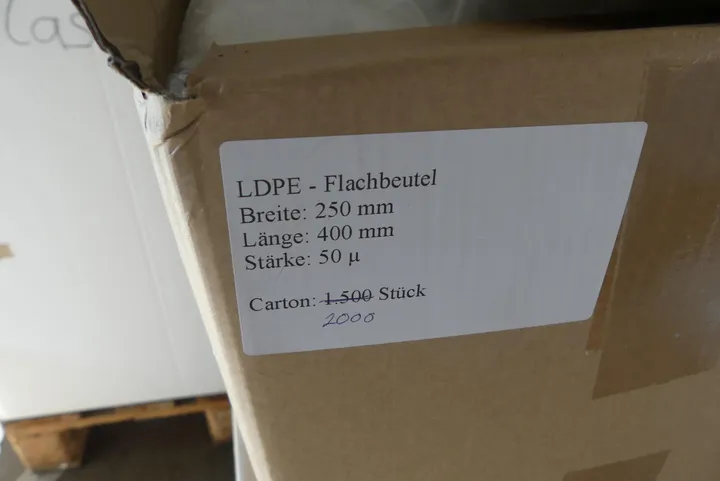 LDPE - Flachbeutel
Breite: 250 mm
Länge: 400 mm
Stärke: 50 µ
Carton: 1.500 Stück
2000